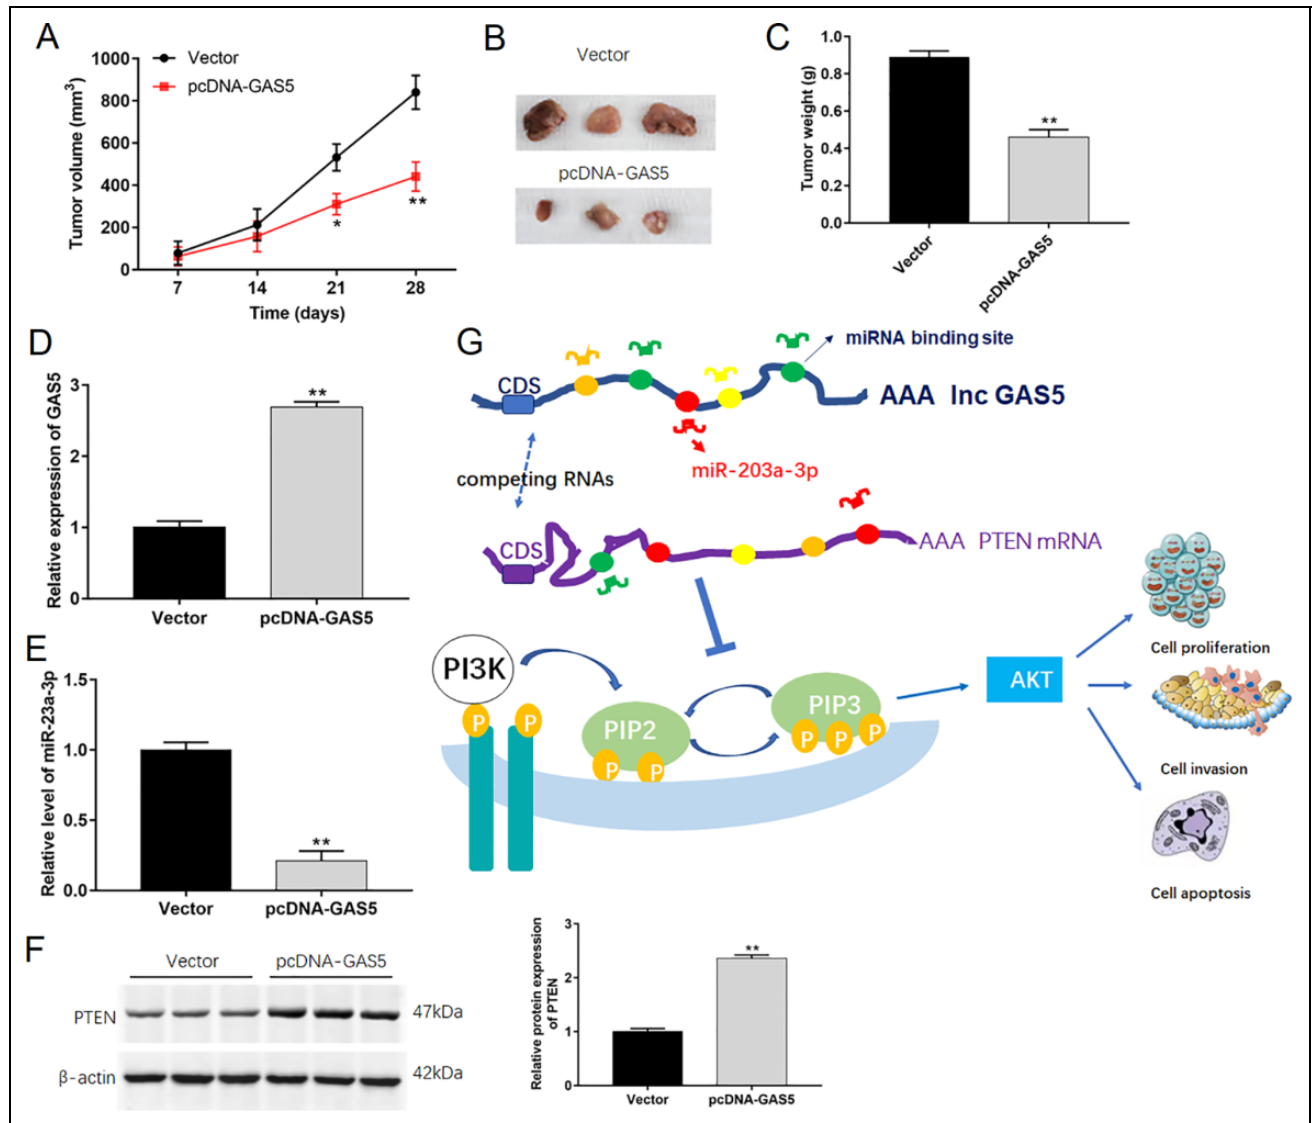 A
Vector
pcDNA-GAS5
Tumor volume (mm3)
1000
800
600
400
200
0
*
**
7 14 21 28
Time (days)
B
Vector
pcDNA-GAS5
C
Tumor weight (g)
1.0
0.8
0.6
0.4
0.2
0.0
**
Vector
pcDNA-GAS5
D
Relative expression of GAS5
3
2
1
0
**
Vector pcDNA-GAS5
E
Relative level of miR-23a-3p
1.5
1.0
0.5
0.0
**
Vector pcDNA-GAS5
F
Vector pcDNA-GAS5
PTEN 47kDa
β-actin 42kDa
Relative protein expression
of PTEN
3
2
1
0
**
Vector pcDNA-GAS5
G
miRNA binding site
CDS
AAA lnc GAS5
miR-203a-3p
competing RNAs
CDS
AAA PTEN mRNA
PI3K
P P
PIP2
P P
PIP3
P P P
AKT
Cell proliferation
Cell invasion
Cell apoptosis